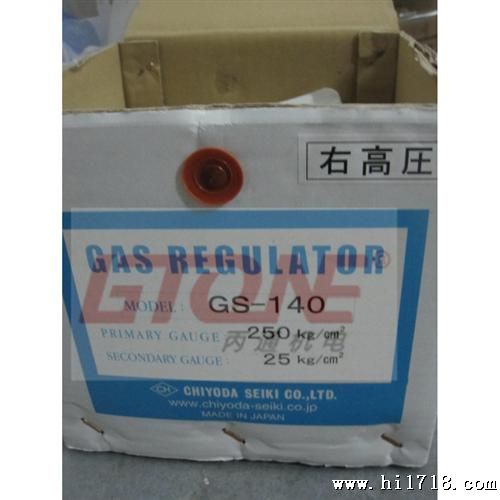 右高圧
GAS REGULATOR
GTONE
MODEL: GS-140
PRIMARY GAUGE: 250 kg/cm²
丙通机电
SECONDARY GAUGE: 25 kg/cm²
CH CHIYODA SEIKI CO.,LTD.
www.chiyoda-seiki.co.jp
MADE IN JAPAN
www.hi1718.com